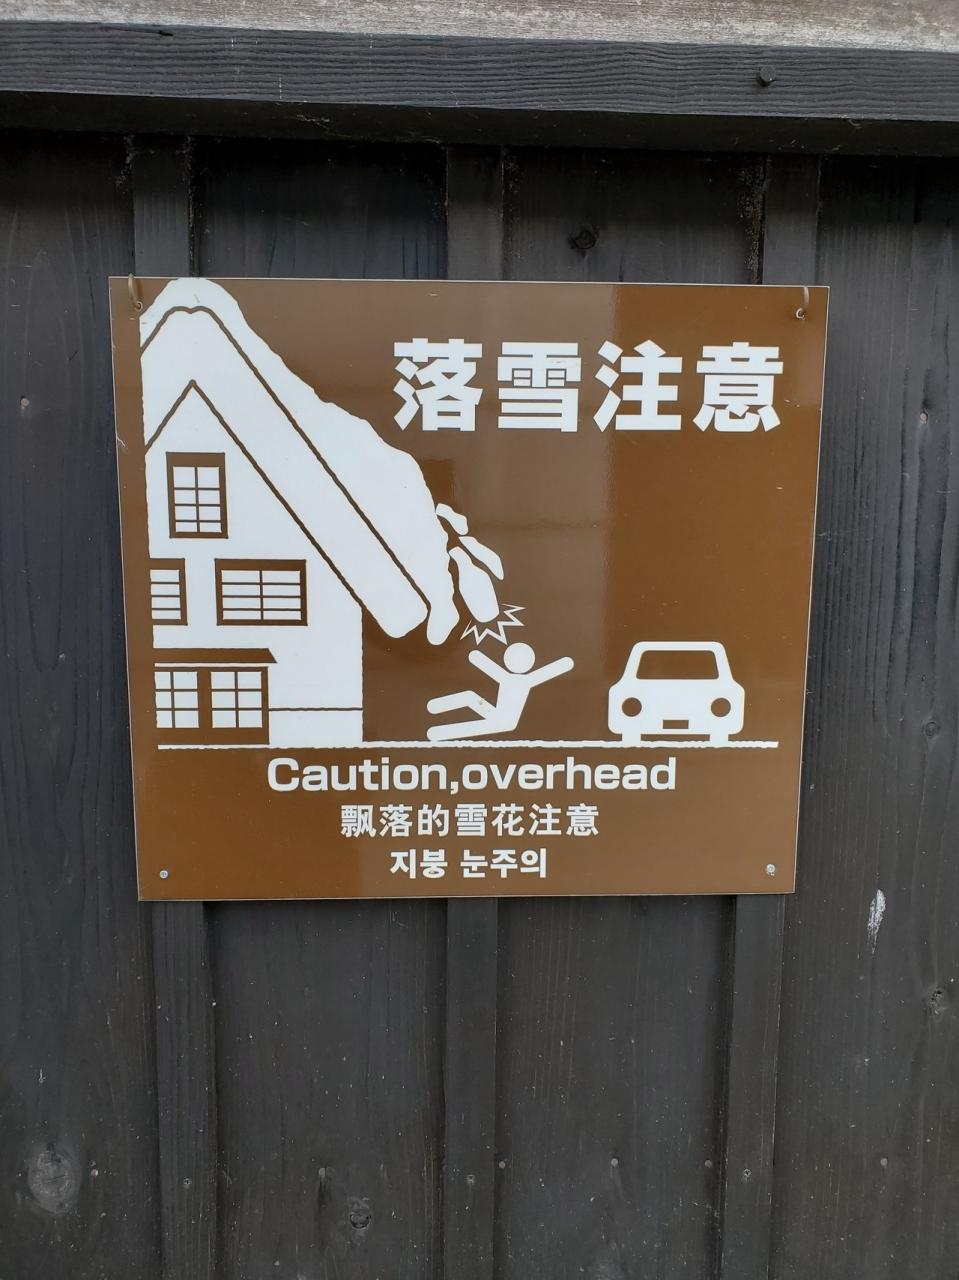 落雪注意
Caution,overhead
飘落的雪花注意
지붕 눈주의